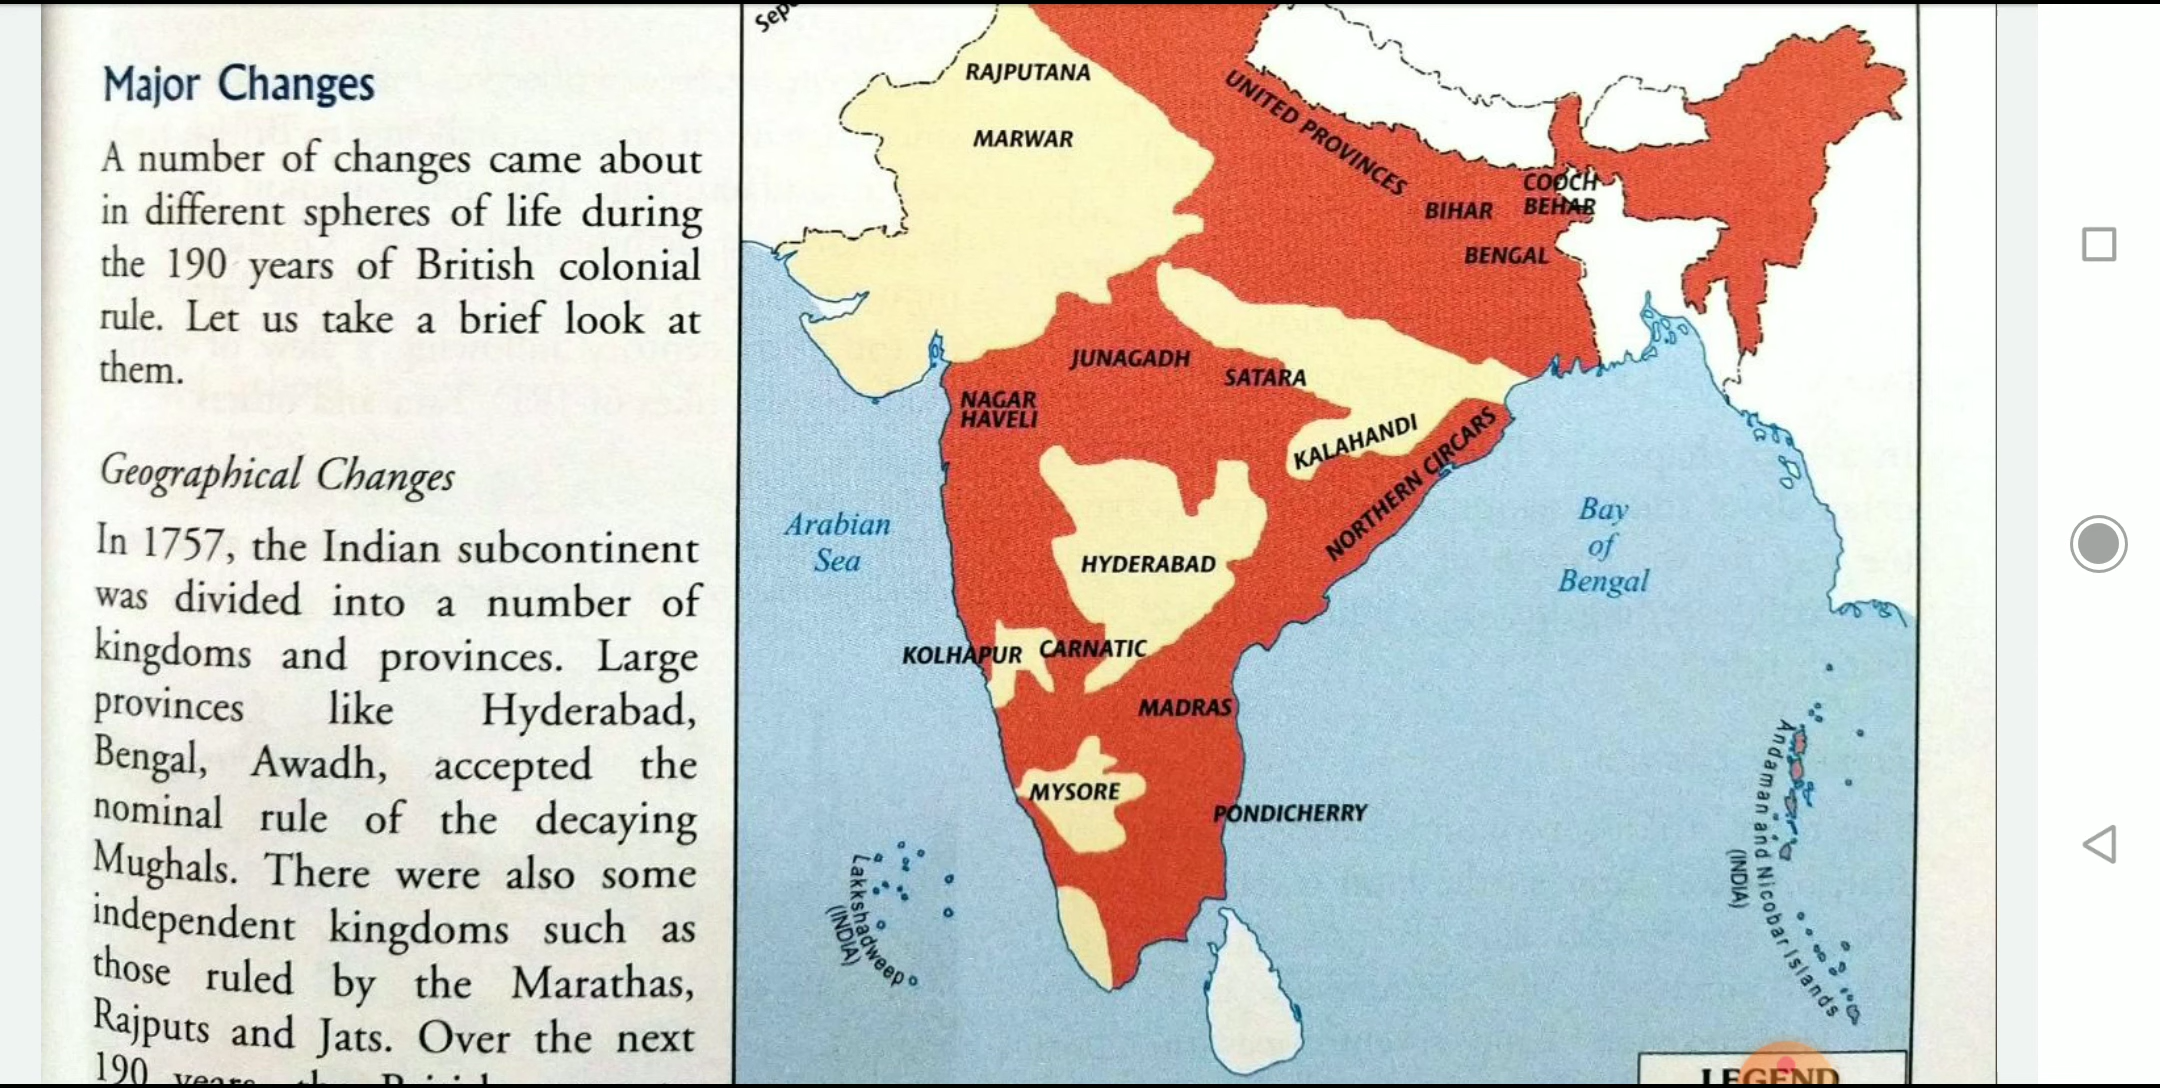 Major Changes
A number of changes came about
in different spheres of life during
the 190 years of British colonial
rule. Let us take a brief look at
them.
Geographical Changes
In 1757, the Indian subcontinent
was divided into a number of
kingdoms and provinces. Large
provinces like Hyderabad,
Bengal, Awadh, accepted the
nominal rule of the decaying
Mughals. There were also some
independent kingdoms such as
those ruled by the Marathas,
Rajputs and Jats. Over the next
190 years
RAJPUTANA
MARWAR
UNITED PROVINCES
COOCH
BEHAR
BIHAR
BENGAL
JUNAGADH
SATARA
NAGAR
HAVELI
KALAHANDI
NORTHERN CIRCARS
Arabian
Sea
Bay
of
Bengal
HYDERABAD
KOLHAPUR
CARNATIC
MADRAS
MYSORE
PONDICHERRY
Lakkshadweep
(INDIA)
Andaman and Nicobar Islands
(INDIA)
LEGEND